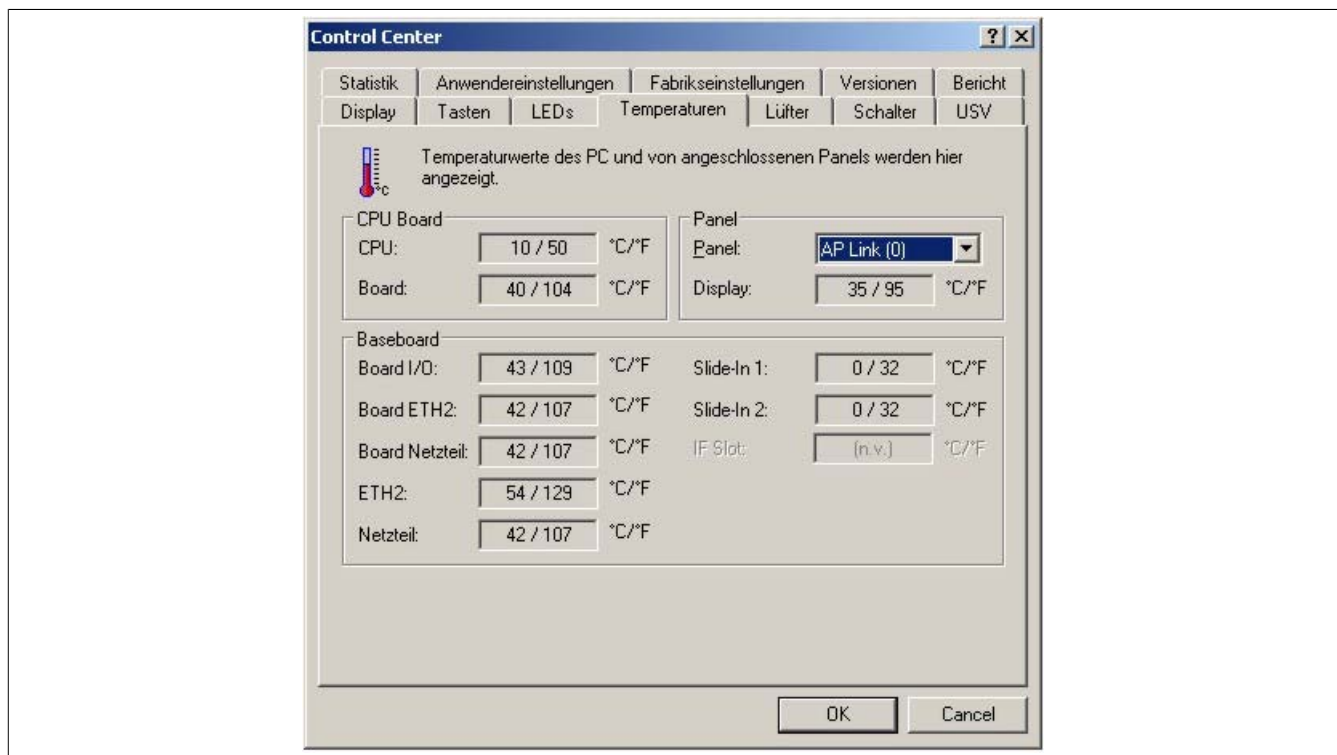 Control Center
Statistik Anwendereinstellungen Fabrikseinstellungen Versionen Bericht
Display Tasten LEDs Temperaturen Lüfter Schalter USV
Temperaturwerte des PC und von angeschlossenen Panels werden hier
angezeigt.
°C
CPU Board
CPU: 10 / 50 °C/°F
Board: 40 / 104 °C/°F
Panel
Panel: AP Link (0)
Display: 35 / 95 °C/°F
Baseboard
Board I/O: 43 / 109 °C/°F Slide-In 1: 0 / 32 °C/°F
Board ETH2: 42 / 107 °C/°F Slide-In 2: 0 / 32 °C/°F
Board Netzteil: 42 / 107 °C/°F IF Slot: (n.v.) °C/°F
ETH2: 54 / 129 °C/°F
Netzteil: 42 / 107 °C/°F
OK Cancel